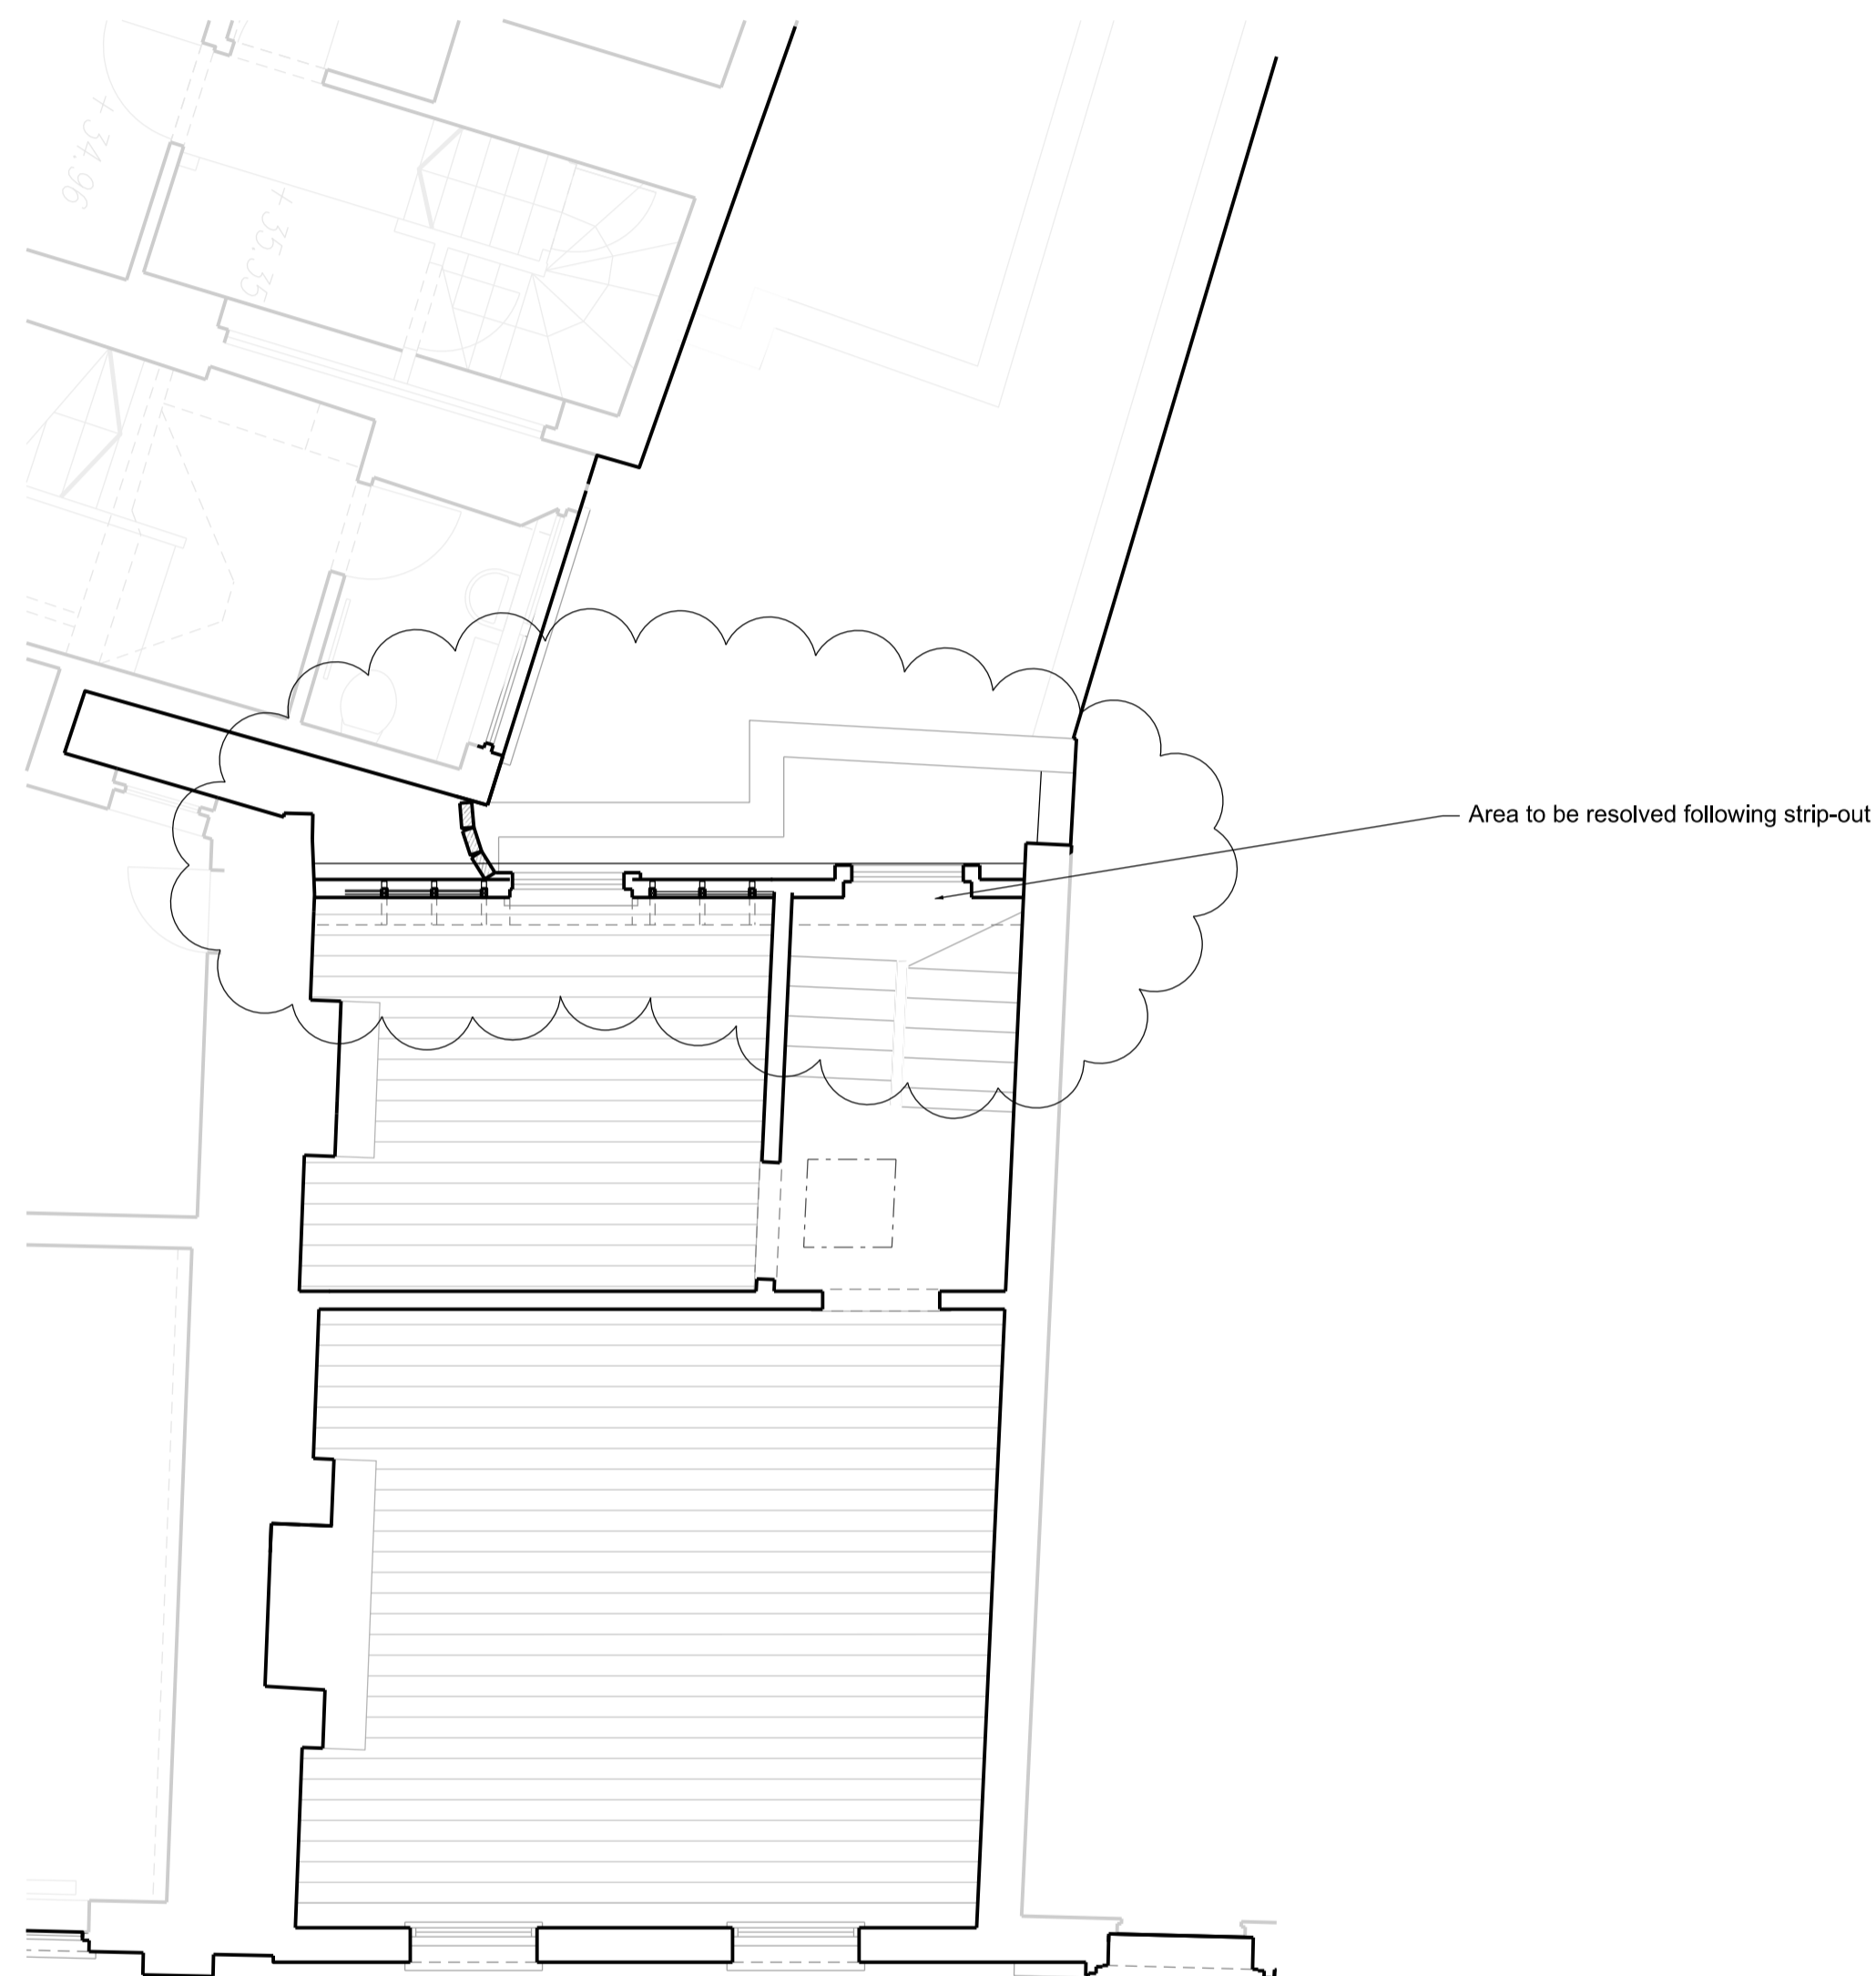 + 34.96
+ 35.35
Area to be resolved following strip-out